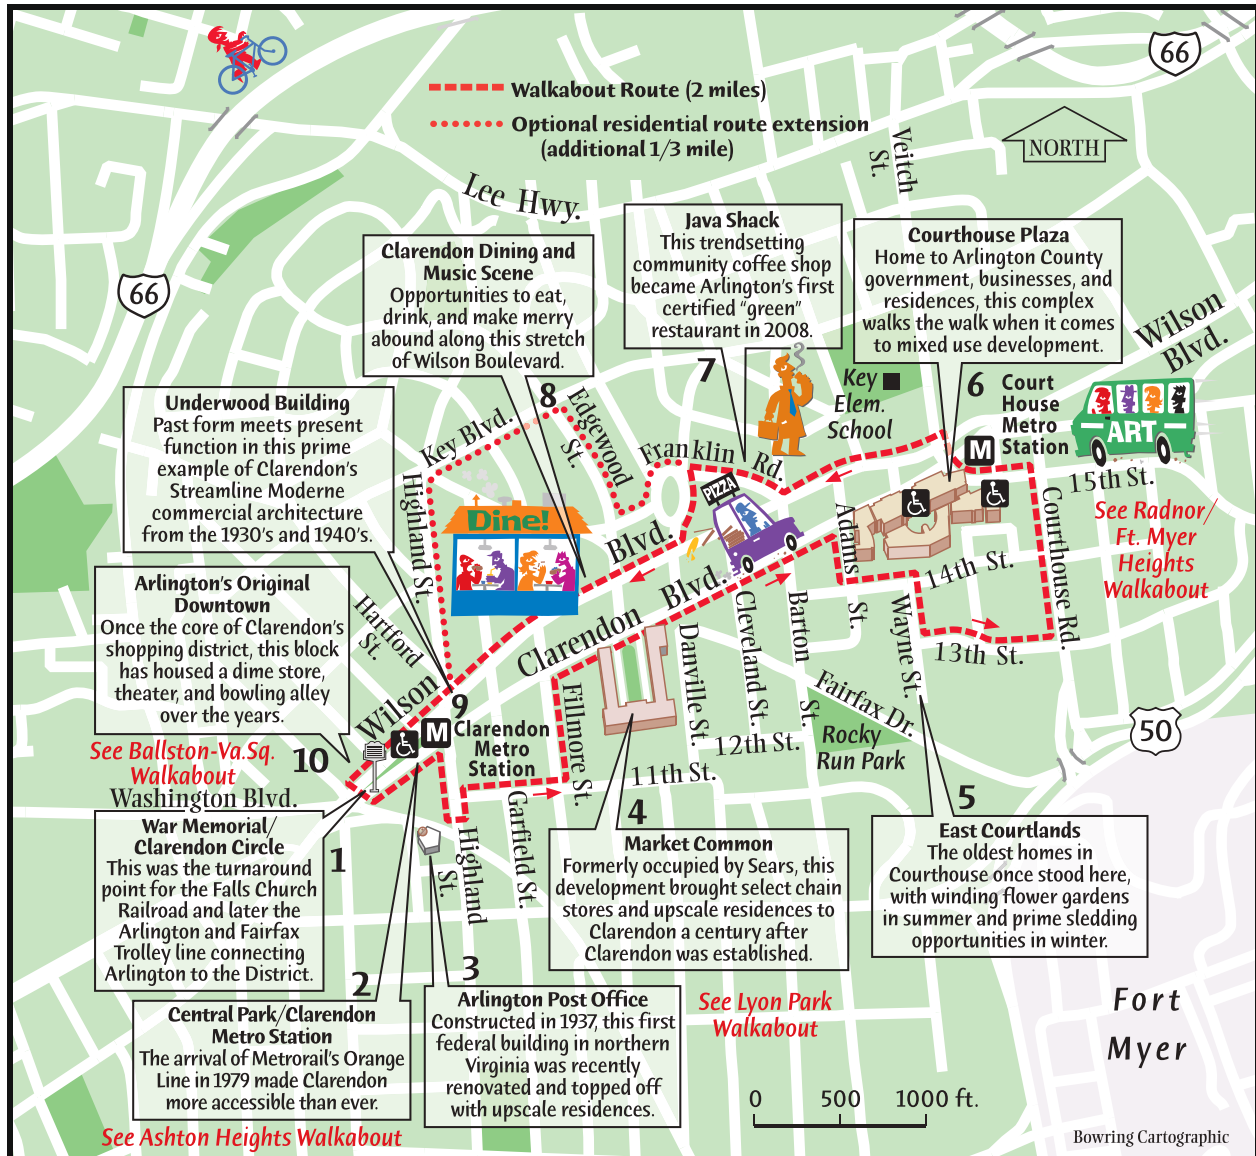 66
Walkabout Route (2 miles)
Optional residential route extension
(additional 1/3 mile)
NORTH
Veitch
St.
Lee Hwy.
66
Java Shack
This trendsetting
community coffee shop
became Arlington's first
certified "green"
restaurant in 2008.
7
Courthouse Plaza
Home to Arlington County
government, businesses, and
residences, this complex
walks the walk when it comes
to mixed use development.
6
Clarendon Dining and
Music Scene
Opportunities to eat,
drink, and make merry
abound along this stretch
of Wilson Boulevard.
8
Wilson
Blvd.
Key
Elem.
School
Court
House
Metro
Station
M
ART
15th St.
See Radnor/
Ft. Myer
Heights
Walkabout
Underwood Building
Past form meets present
function in this prime
example of Clarendon's
Streamline Moderne
commercial architecture
from the 1930's and 1940's.
9
Key Blvd.
Edgewood
St.
Franklin Rd.
Highland St.
PIZZA
Dine!
Blvd.
Adams
St.
14th St.
Courthouse Rd.
Arlington's Original
Downtown
Once the core of Clarendon's
shopping district, this block
has housed a dime store,
theater, and bowling alley
over the years.
10
Hartford
St.
Clarendon Blvd.
Cleveland St.
Barton
St.
Wayne St.
13th St.
Danville St.
Fairfax Dr.
Wilson
Fillmore St.
M
Clarendon
Metro
Station
12th St.
11th St.
Rocky
Run Park
50
See Ballston-Va.Sq.
Walkabout
Washington Blvd.
War Memorial/
Clarendon Circle
This was the turnaround
point for the Falls Church
Railroad and later the
Arlington and Fairfax
Trolley line connecting
Arlington to the District.
1
Garfield St.
Highland
St.
4
Market Common
Formerly occupied by Sears, this
development brought select chain
stores and upscale residences to
Clarendon a century after
Clarendon was established.
5
East Courtlands
The oldest homes in
Courthouse once stood here,
with winding flower gardens
in summer and prime sledding
opportunities in winter.
2
Central Park/Clarendon
Metro Station
The arrival of Metrorail's Orange
Line in 1979 made Clarendon
more accessible than ever.
3
Arlington Post Office
Constructed in 1937, this first
federal building in northern
Virginia was recently
renovated and topped off
with upscale residences.
See Lyon Park
Walkabout
Fort
Myer
0 500 1000 ft.
See Ashton Heights Walkabout
Bowring Cartographic